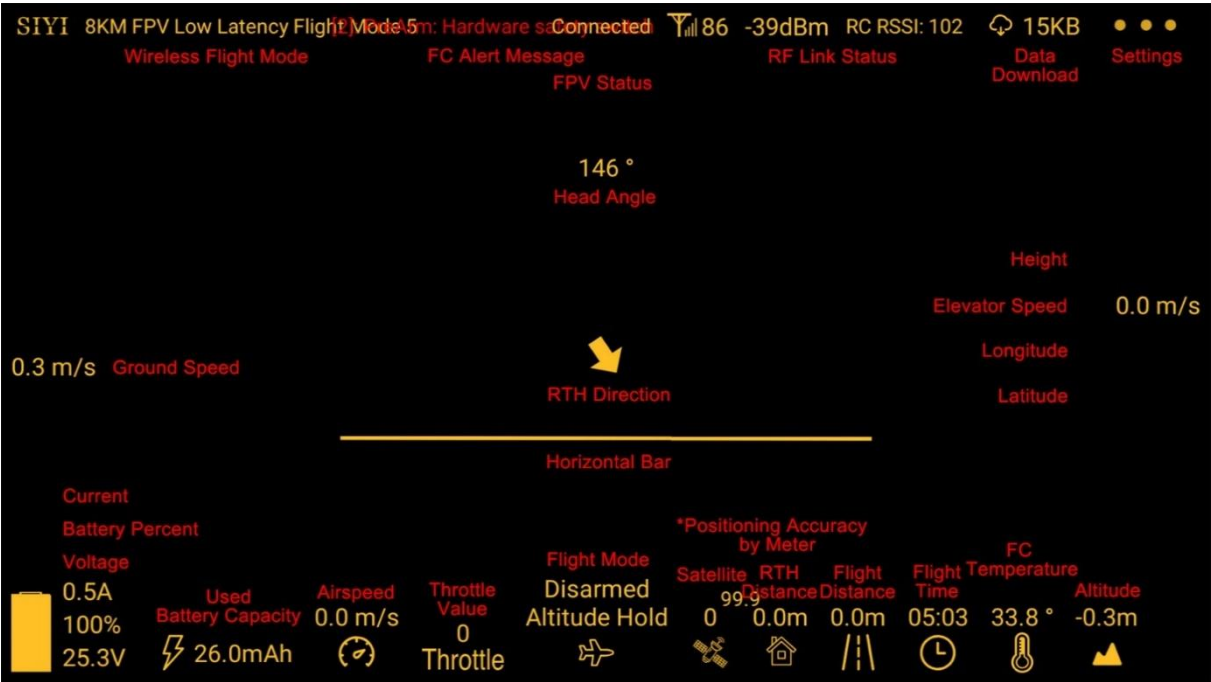 SIYI 8KM FPV Low Latency Flight Mode 5 [2] PreArm: Hardware safety switch Connected 86 -39dBm RC RSSI: 102 15KB
Wireless Flight Mode FC Alert Message RF Link Status Data Settings
Download
FPV Status
146 °
Head Angle
Height
Elevator Speed 0.0 m/s
Longitude
0.3 m/s Ground Speed
RTH Direction Latitude
Horizontal Bar
Current
Battery Percent *Positioning Accuracy
by Meter
Voltage Flight Mode FC
Satellite RTH Flight Flight Temperature
0.5A Used Airspeed Throttle Disarmed 99.9 Distance Distance Time Altitude
Battery Capacity Value
100% 0.0 m/s 0 Altitude Hold 0 0.0m 0.0m 05:03 33.8 ° -0.3m
25.3V 26.0mAh Throttle